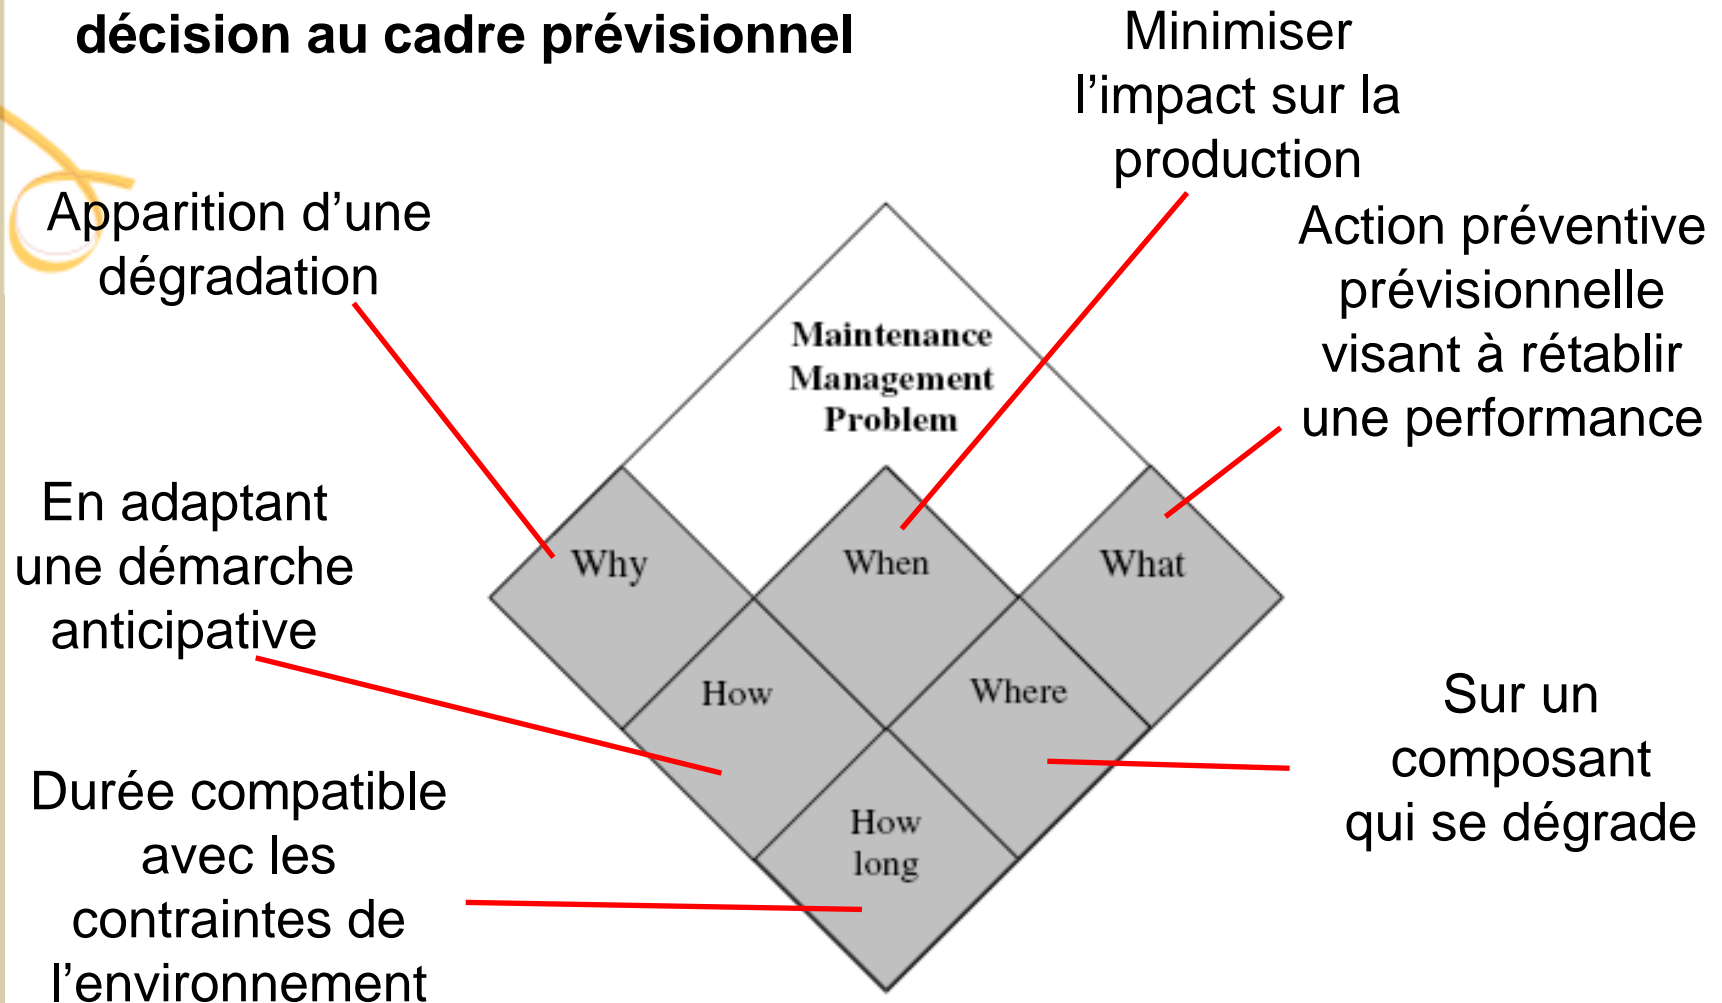 décision au cadre prévisionnel
Minimiser
l’impact sur la
production
Apparition d’une
dégradation
Action préventive
prévisionnelle
visant à rétablir
une performance
Maintenance
Management
Problem
En adaptant
une démarche
anticipative
Why
When
What
How
Where
Sur un
composant
qui se dégrade
Durée compatible
avec les
contraintes de
l’environnement
How
long